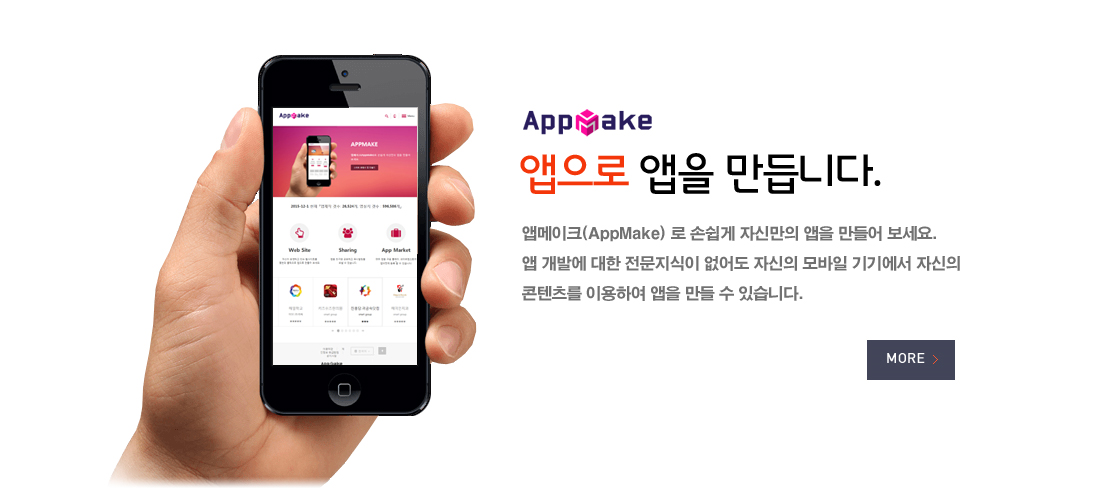 AppMake
앱으로 앱을 만듭니다.
앱메이크(AppMake) 로 손쉽게 자신만의 앱을 만들어 보세요.
앱 개발에 대한 전문지식이 없어도 자신의 모바일 기기에서 자신의
콘텐츠를 이용하여 앱을 만들 수 있습니다.
MORE
AppMake
APPMAKE
Web Site
Sharing
App Market